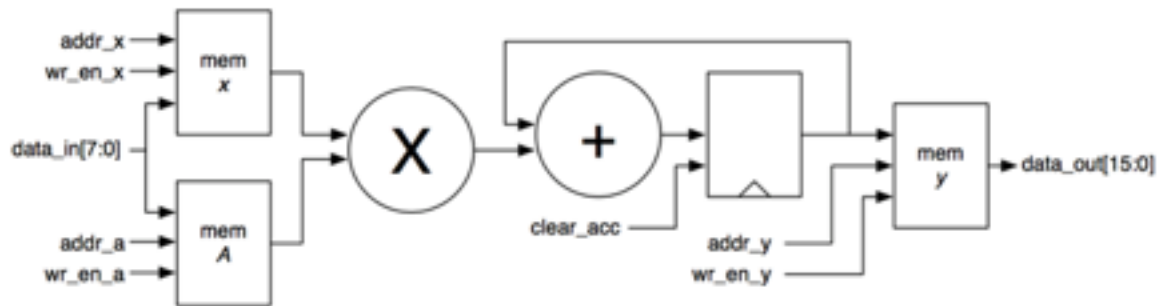 addr_x
wr_en_x
mem
x
data_in[7:0]
mem
A
addr_a
wr_en_a
X
+
clear_acc
addr_y
wr_en_y
mem
y
data_out[15:0]